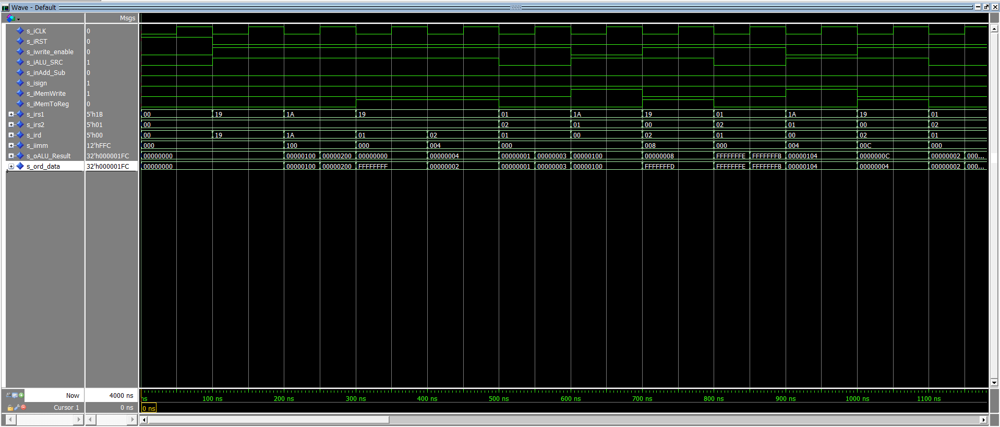 Wave - Default
Msgs
s_iCLK 0
s_iRST 0
s_iwrite_enable 0
s_iALU_SRC 1
s_inAdd_Sub 0
s_isign 1
s_iMemWrite 1
s_iMemToReg 0
s_irs1 5'h1B 00 19 1A 19 01 1A 19 01 1A 19 01
s_irs2 5'h01 00 02 01 00 02 01 00 02
s_ird 5'h00 00 19 1A 01 02 01 00 02 01 00 02 01
s_iimm 12'hFFC 000 100 000 004 000 008 000 004 00C 000
s_oALU_Result 32'h000001FC 00000000 00000100 00000200 00000000 00000004 00000001 00000003 00000100 00000008 FFFFFFFE FFFFFFFB 00000104 0000000C 00000002 000...
s_ord_data 32'h000001FC 00000000 00000100 00000200 FFFFFFFF 00000002 00000001 00000003 00000100 FFFFFFFD FFFFFFFE FFFFFFFB 00000104 00000004 00000002 000...
Now 4000 ns ns 100 ns 200 ns 300 ns 400 ns 500 ns 600 ns 700 ns 800 ns 900 ns 1000 ns 1100 ns
Cursor 1 0 ns 0 ns